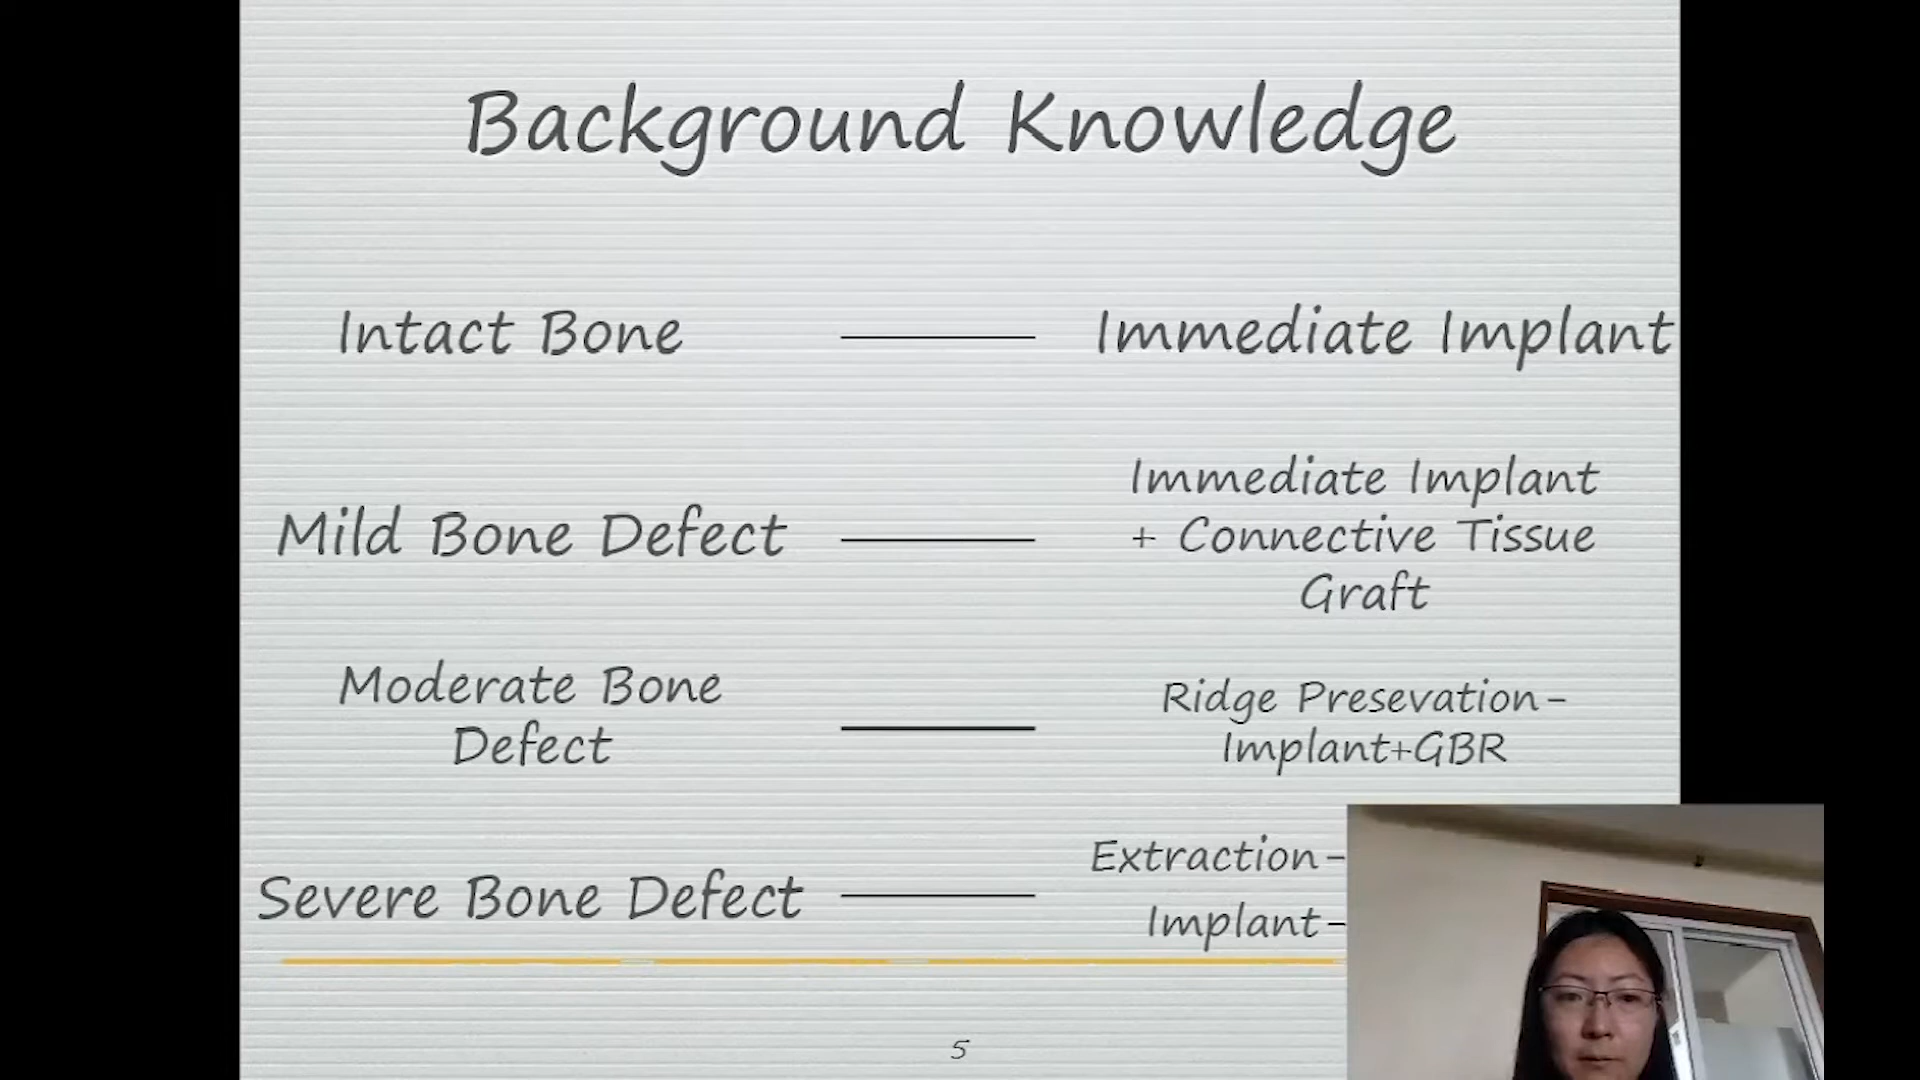 Background Knowledge
Intact Bone
Immediate Implant
Mild Bone Defect
Immediate Implant
+ Connective Tissue
Graft
Moderate Bone
Defect
Ridge Presevation-
Implant+GBR
Severe Bone Defect
Extraction-
Implant-
5